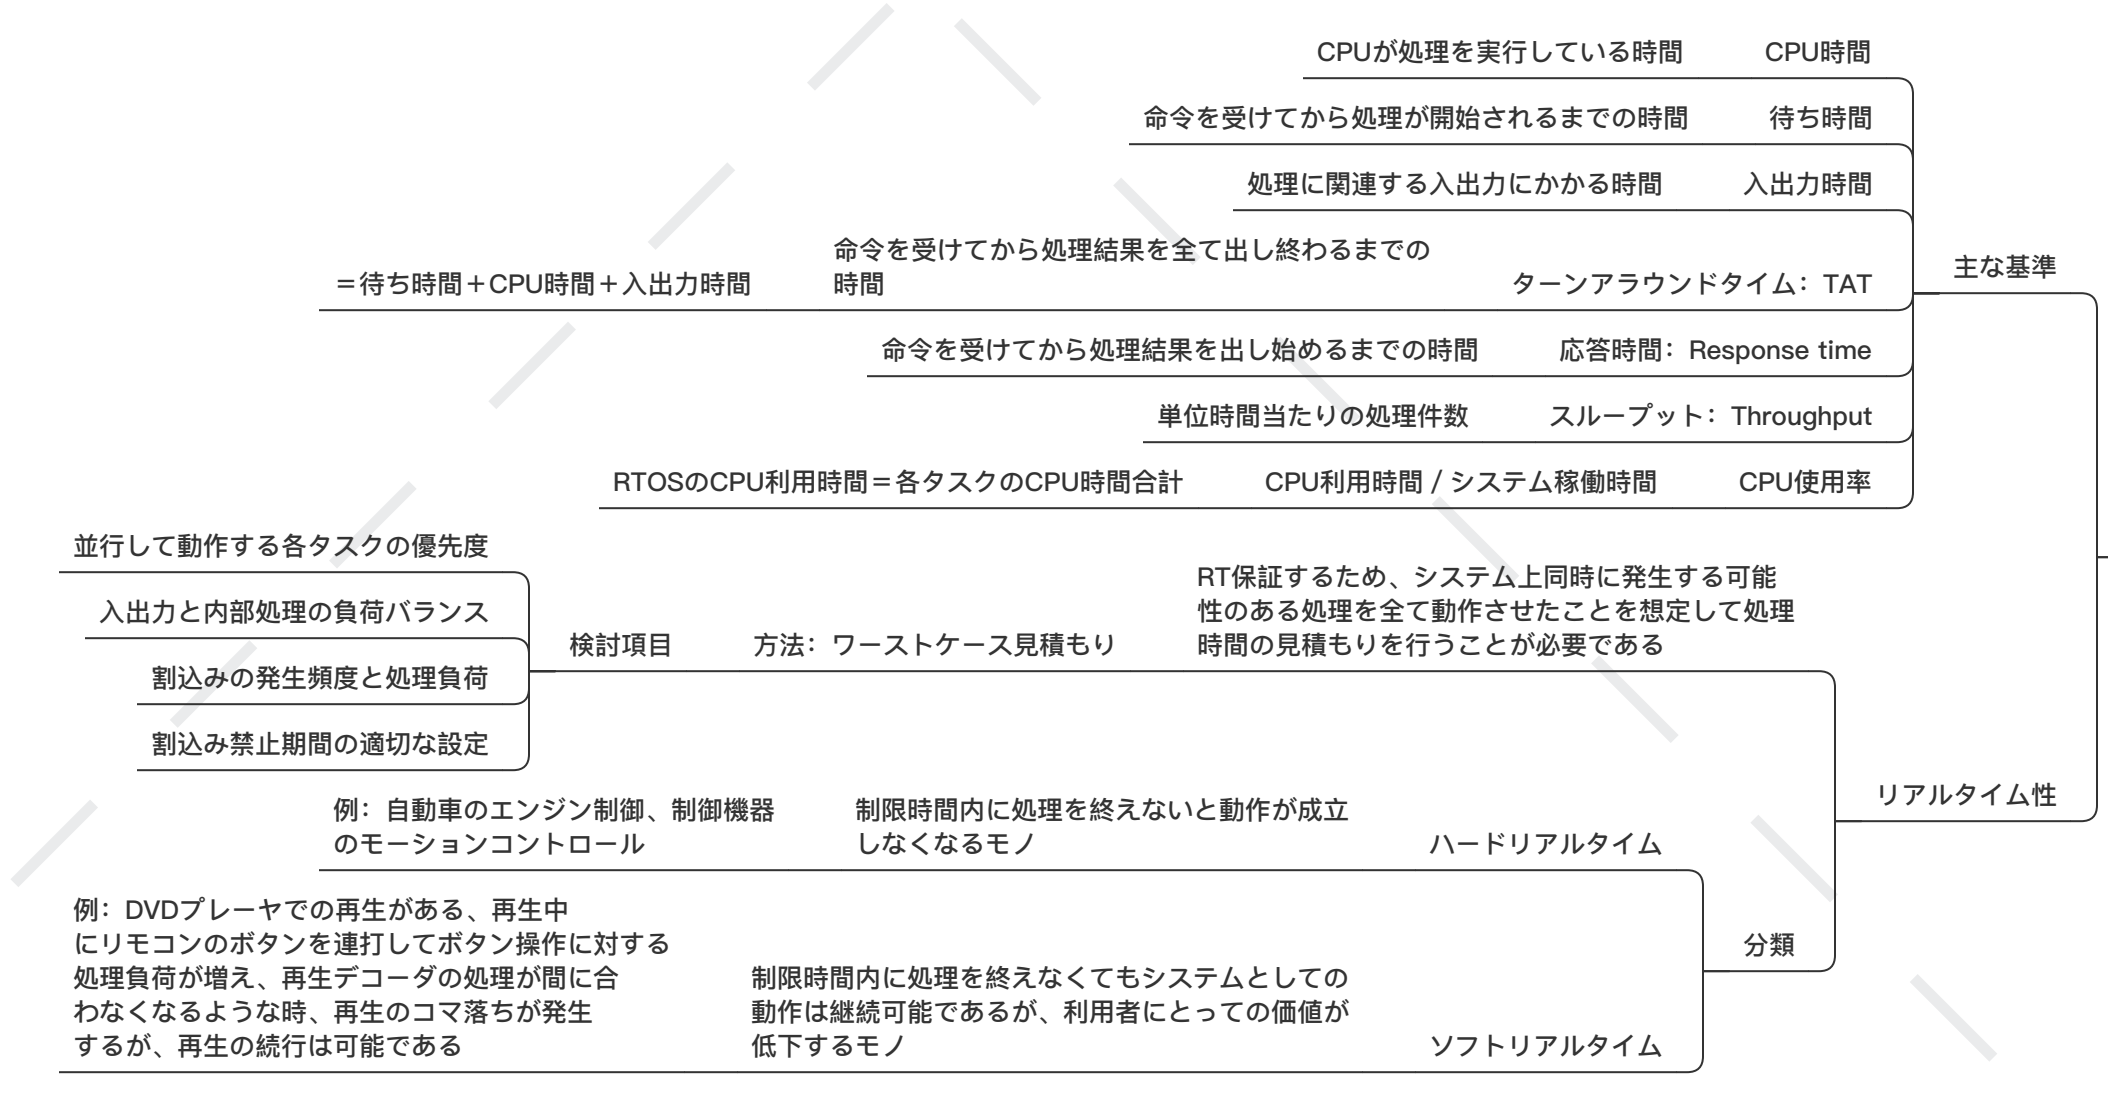 CPUが処理を実行している時間 CPU時間
命令を受けてから処理が開始されるまでの時間 待ち時間
処理に関連する入出力にかかる時間 入出力時間
命令を受けてから処理結果を全て出し終わるまでの
時間
＝待ち時間＋CPU時間＋入出力時間
ターンアラウンドタイム：TAT
主な基準
命令を受けてから処理結果を出し始めるまでの時間 応答時間：Response time
単位時間当たりの処理件数 スループット：Throughput
RTOSのCPU利用時間＝各タスクのCPU時間合計 CPU利用時間 / システム稼働時間 CPU使用率
並行して動作する各タスクの優先度
入出力と内部処理の負荷バランス
割込みの発生頻度と処理負荷
割込み禁止期間の適切な設定
検討項目 方法：ワーストケース見積もり
RT保証するため、システム上同時に発生する可能
性のある処理を全て動作させたことを想定して処理
時間の見積もりを行うことが必要である
リアルタイム性
例：自動車のエンジン制御、制御機器
のモーションコントロール
制限時間内に処理を終えないと動作が成立
しなくなるモノ
ハードリアルタイム
分類
例：DVDプレーヤでの再生がある、再生中
にリモコンのボタンを連打してボタン操作に対する
処理負荷が増え、再生デコーダの処理が間に合
わなくなるような時、再生のコマ落ちが発生
するが、再生の続行は可能である
制限時間内に処理を終えなくてもシステムとしての
動作は継続可能であるが、利用者にとっての価値が
低下するモノ
ソフトリアルタイム